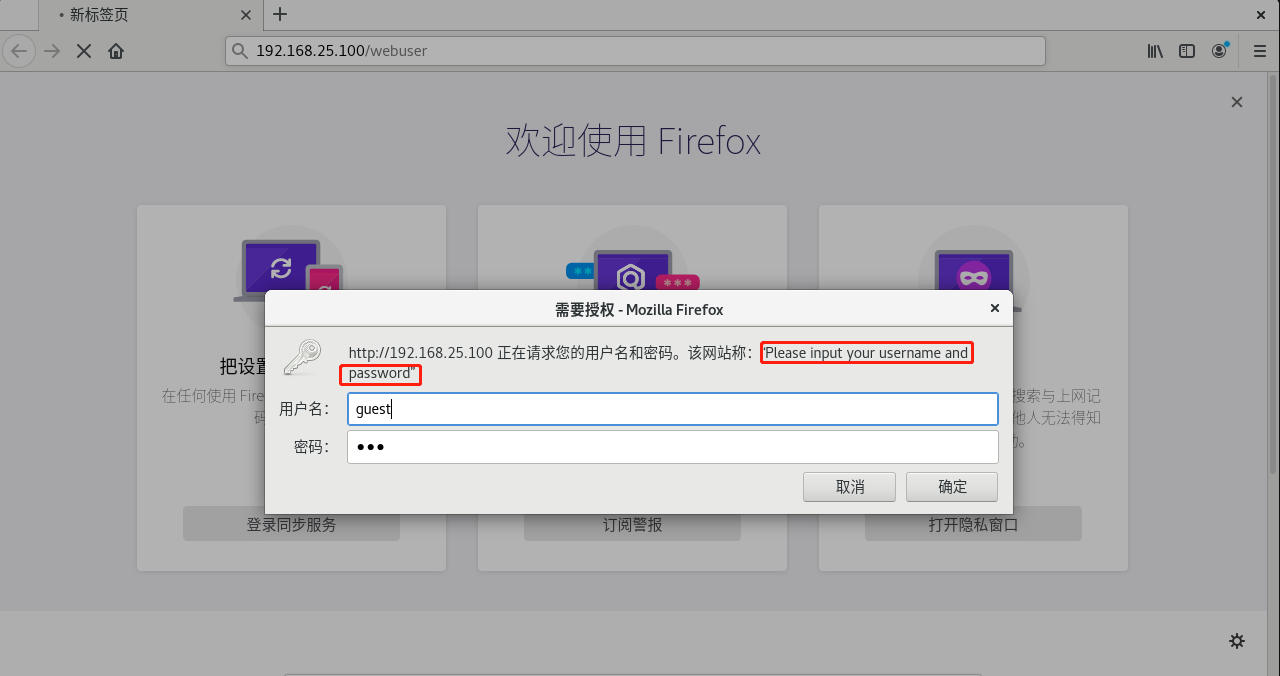 • 新标签页
192.168.25.100/webuser
欢迎使用 Firefox
需要授权 - Mozilla Firefox
http://192.168.25.100 正在请求您的用户名和密码。该网站称："Please input your username and
password"
用户名：
guest
密码：
•••
取消
确定
把设置
在任何使用 Fire
码
搜索与上网记
他人无法得知
。
登录同步服务
订阅警报
打开隐私窗口